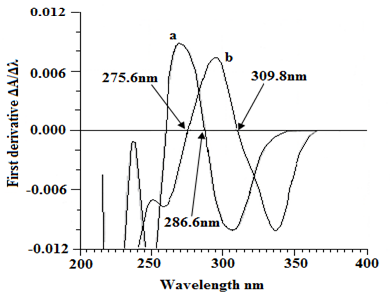 0.012
a
b
275.6nm
309.8nm
0.006
First derivative ΔA/Δλ
0.000
-0.006
286.6nm
-0.012
200 250 300 350 400
Wavelength nm